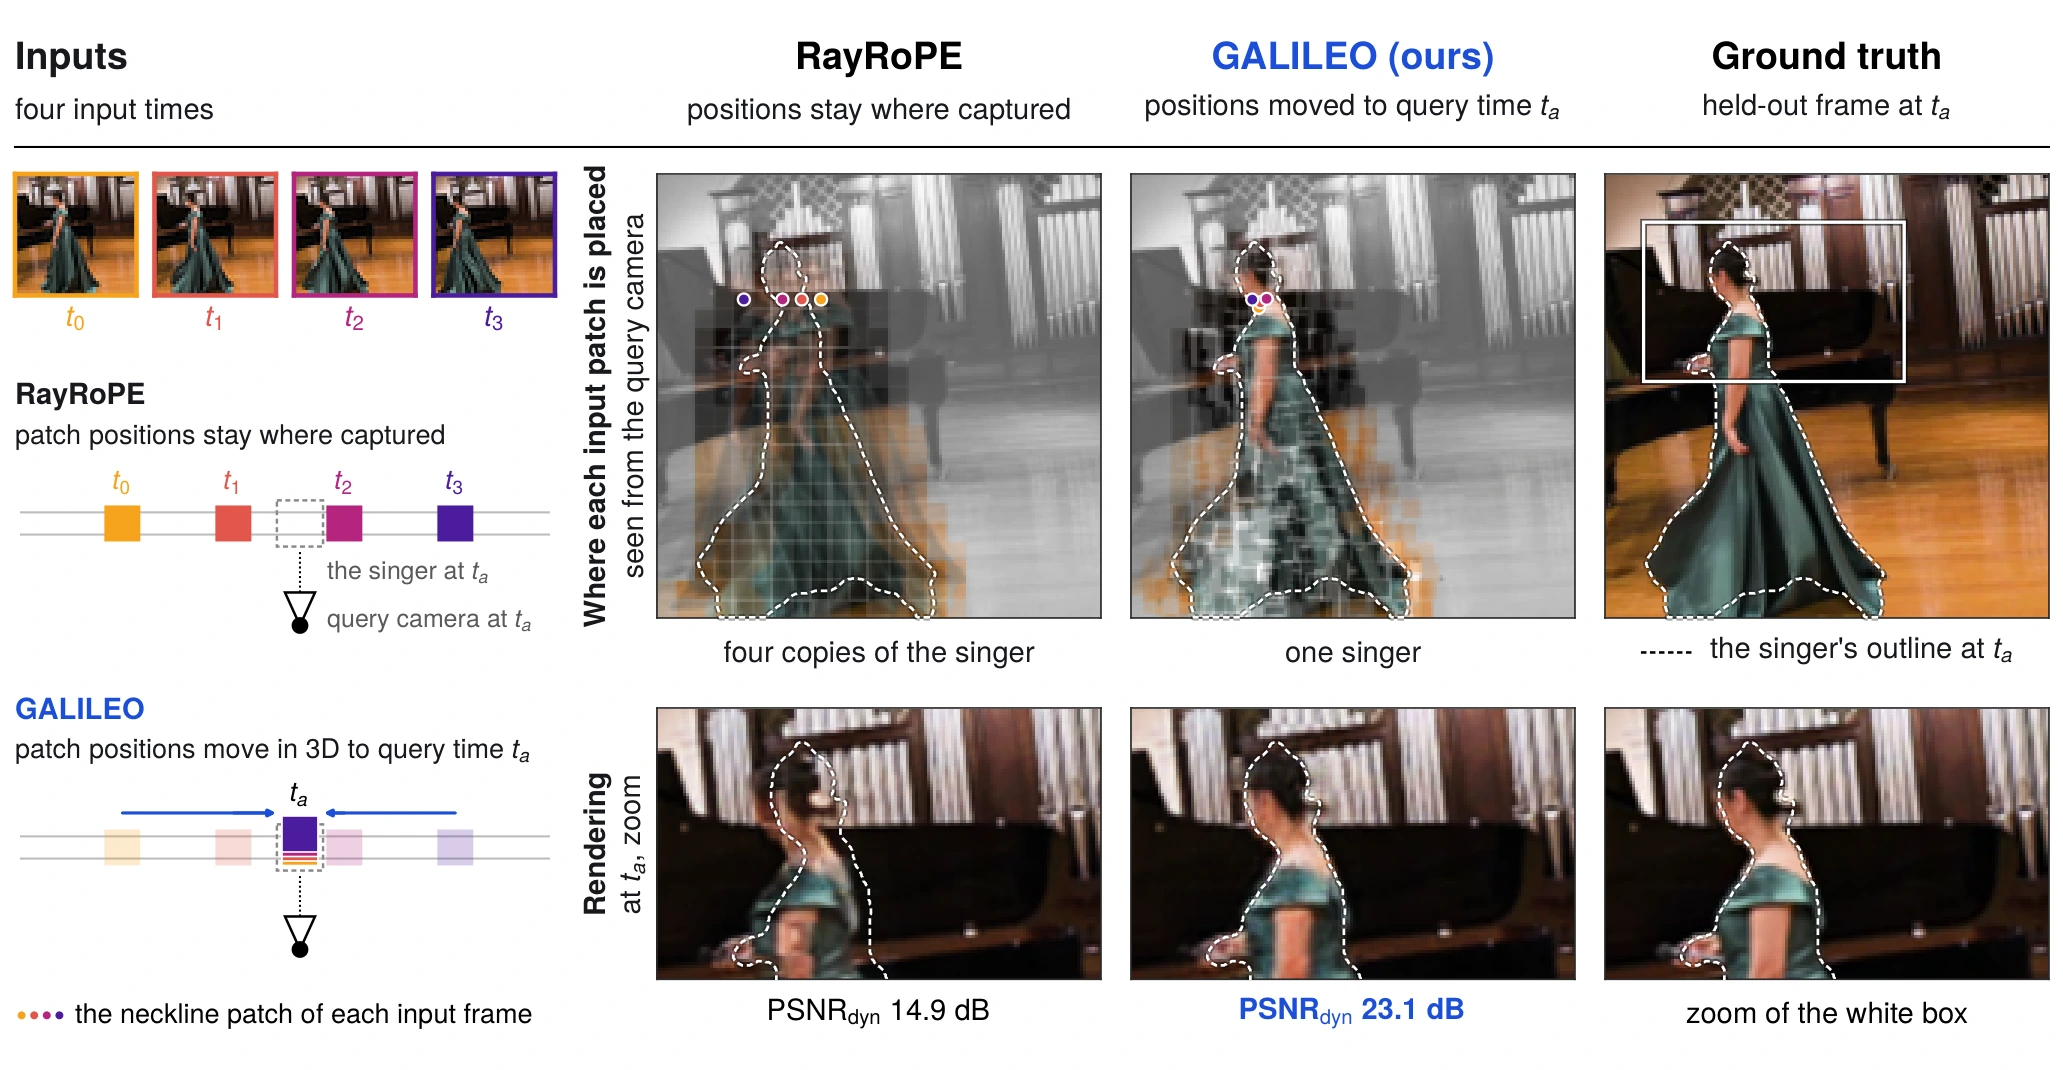 Inputs
four input times
RayRoPE
positions stay where captured
GALILEO (ours)
positions moved to query time tₐ
Ground truth
held-out frame at tₐ
t₀
t₁
t₂
t₃
RayRoPE
patch positions stay where captured
t₀
t₁
t₂
t₃
the singer at tₐ
query camera at tₐ
GALILEO
patch positions move in 3D to query time tₐ
tₐ
the neckline patch of each input frame
Where each input patch is placed
seen from the query camera
four copies of the singer
one singer
the singer's outline at tₐ
Rendering
at tₐ, zoom
PSNRdyn 14.9 dB
PSNRdyn 23.1 dB
zoom of the white box